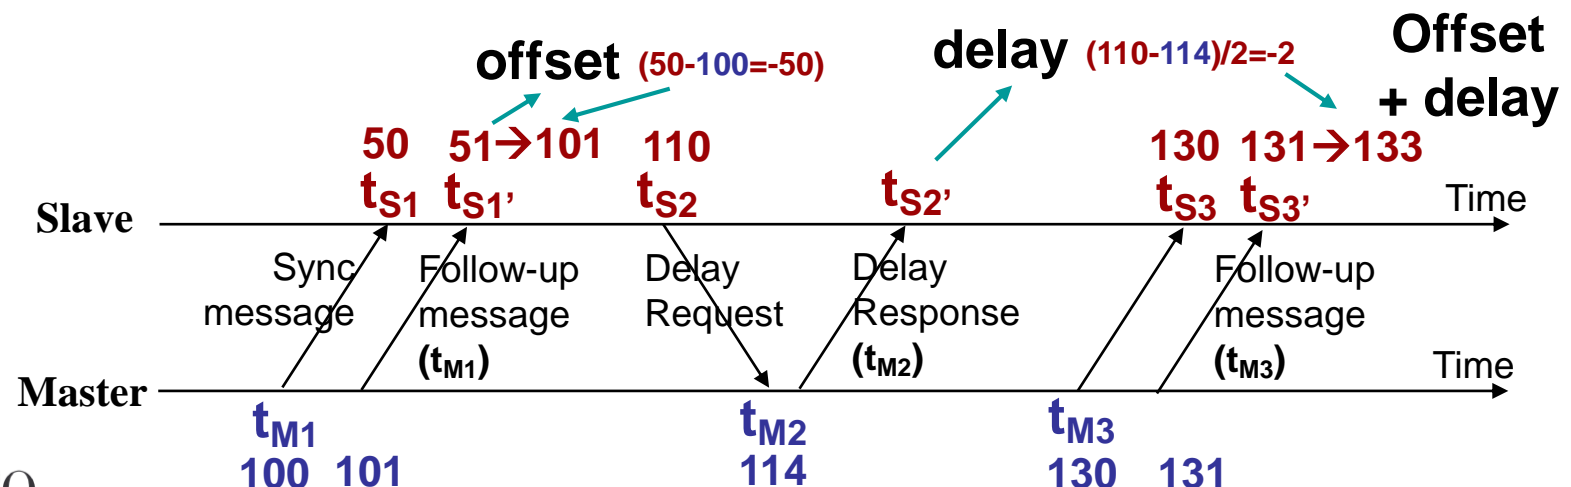 offset (50-100=-50)
delay (110-114)/2=-2
Offset
+ delay
50 51→101 110 130 131→133
tS1 tS1’ tS2 tS2’ tS3 tS3’ Time
Slave
Sync
message
Follow-up
message
(tM1)
Delay
Request
Delay
Response
(tM2)
Follow-up
message
(tM3)
Time
Master
tM1 tM2 tM3
100 101 114 130 131